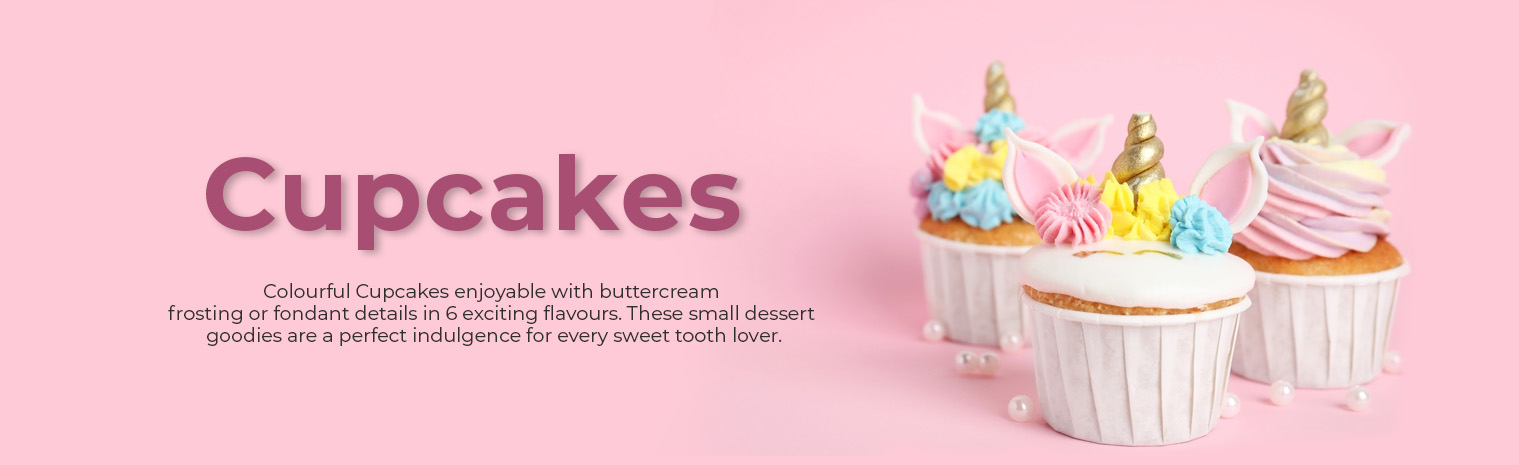 Cupcakes
Colourful Cupcakes enjoyable with buttercream
frosting or fondant details in 6 exciting flavours. These small dessert
goodies are a perfect indulgence for every sweet tooth lover.